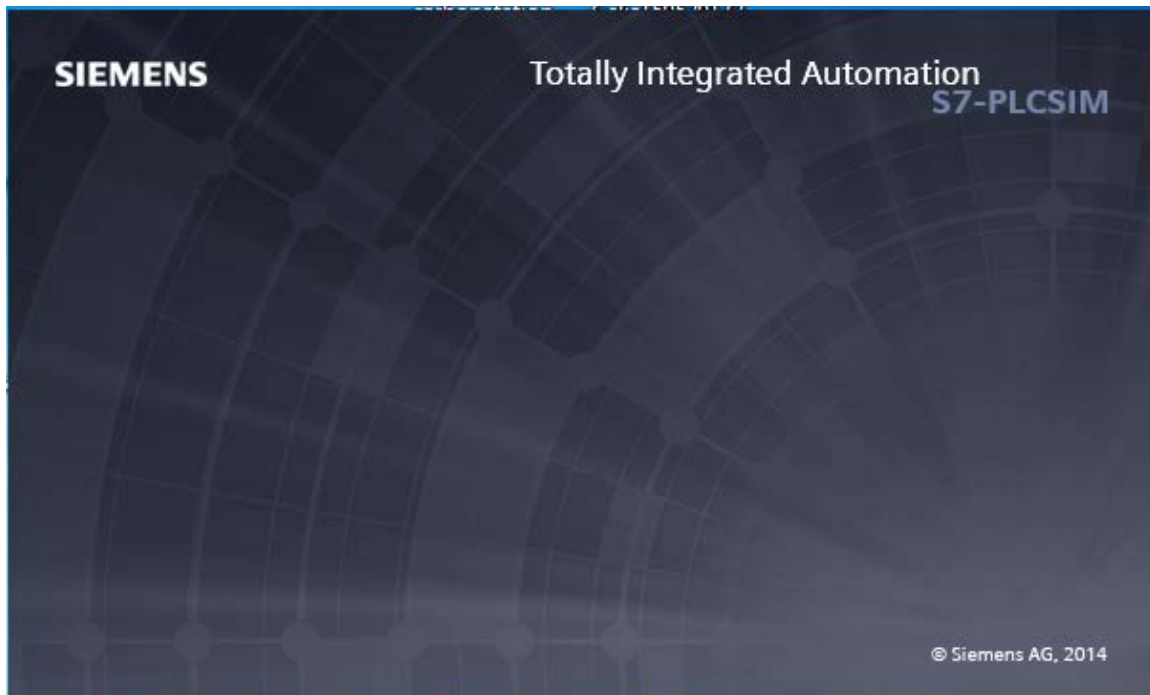 SIEMENS
Totally Integrated Automation
S7-PLCSIM
© Siemens AG, 2014